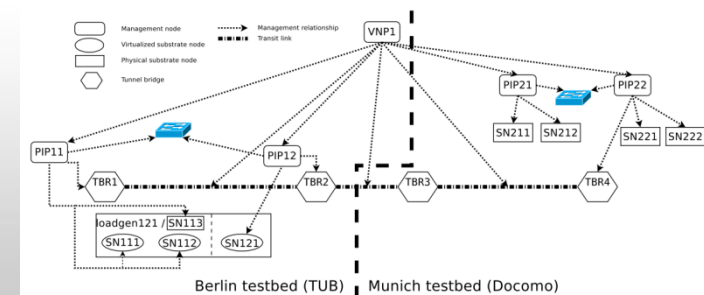 Management node
Virtualized substrate node
Physical substrate node
Tunnel bridge
Management relationship
Transit link
VNP1
PIP21
PIP22
SN211
SN212
SN221
SN222
PIP11
PIP12
TBR1
TBR2
TBR3
TBR4
loadgen121 / SN113
SN111
SN112
SN121
Berlin testbed (TUB)
Munich testbed (Docomo)